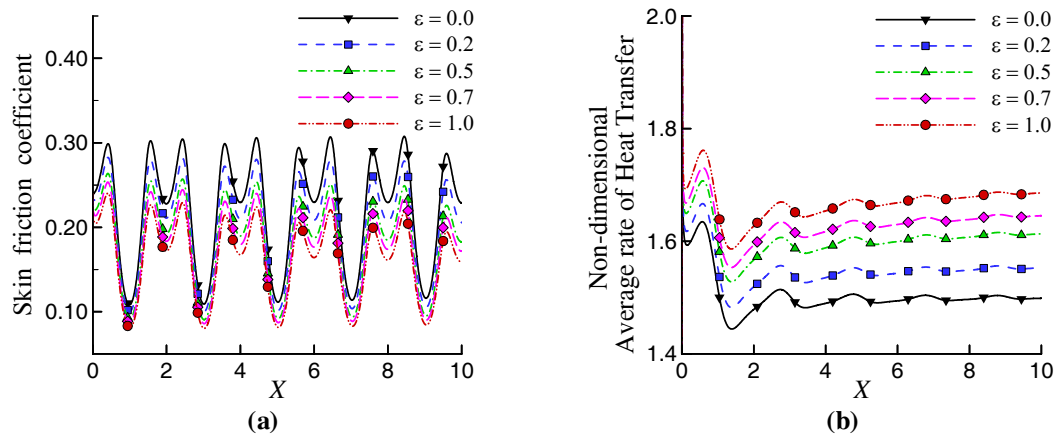 Skin friction coefficient
0.45
0.40
0.30
0.20
0.10
0 2 4 6 8 10
X
ε = 0.0
ε = 0.2
ε = 0.5
ε = 0.7
ε = 1.0
(a)
Non-dimensional
Average rate of Heat Transfer
2.0
1.8
1.6
1.4
0 2 4 6 8 10
X
ε = 0.0
ε = 0.2
ε = 0.5
ε = 0.7
ε = 1.0
(b)